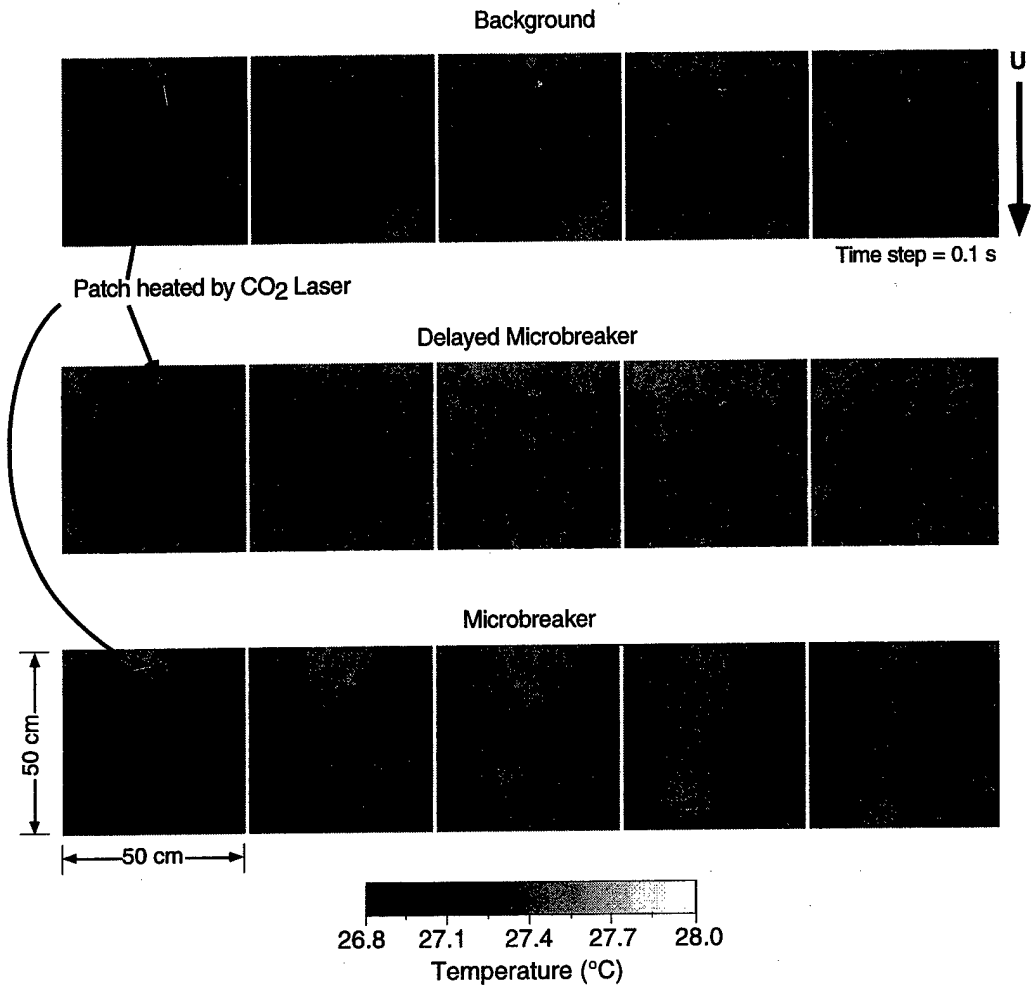 Background
U
Time step = 0.1 s
Patch heated by CO2 Laser
Delayed Microbreaker
Microbreaker
50 cm
50 cm
26.8 27.1 27.4 27.7 28.0
Temperature (°C)